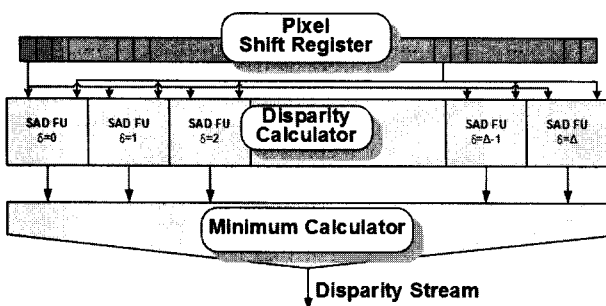 Pixel
Shift Register
SAD FU
δ=0
SAD FU
δ=1
SAD FU
δ=2
Disparity
Calculator
SAD FU
δ=Δ-1
SAD FU
δ=Δ
Minimum Calculator
Disparity Stream